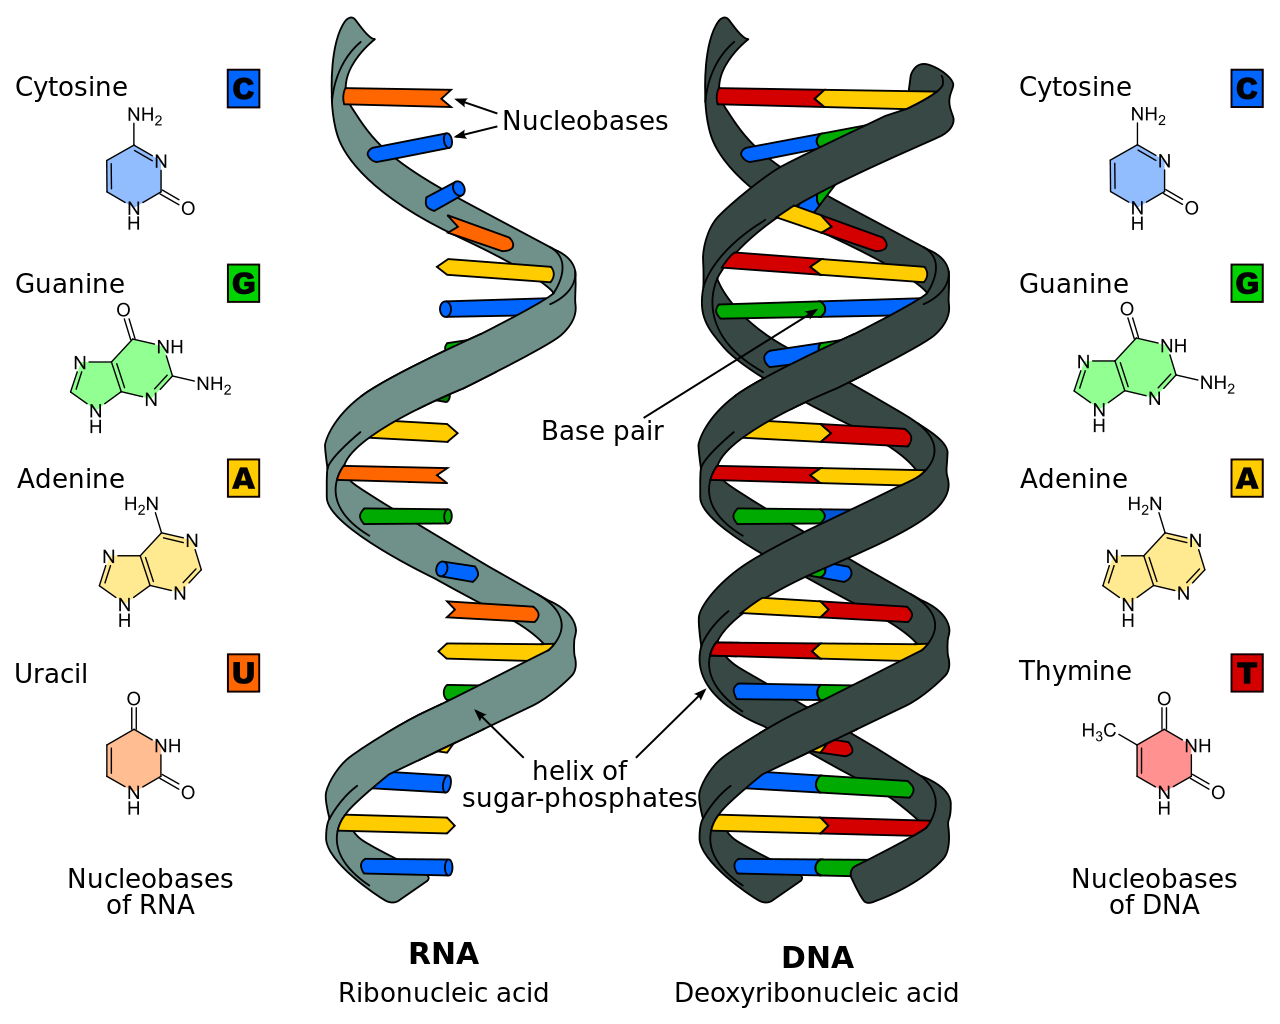 Cytosine
C
NH2
N
N
H
O
Guanine
G
O
N
NH
N
H
N
NH2
Adenine
A
H2N
N
N
N
H
N
Uracil
U
O
NH
N
H
O
Nucleobases
of RNA
Nucleobases
Base pair
helix of
sugar-phosphates
RNA
Ribonucleic acid
DNA
Deoxyribonucleic acid
Cytosine
C
NH2
N
N
H
O
Guanine
G
O
N
NH
N
H
N
NH2
Adenine
A
H2N
N
N
N
H
N
Thymine
T
O
H3C
NH
N
H
O
Nucleobases
of DNA